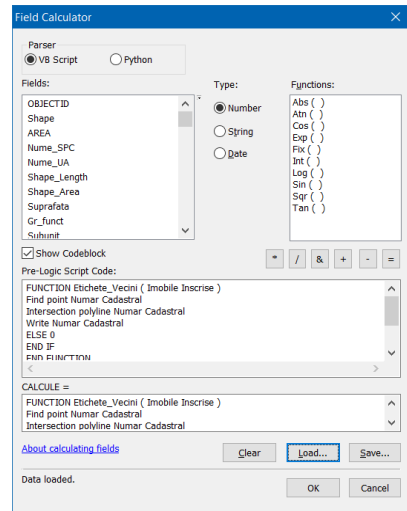 Field Calculator
Parser
VB Script Python
Fields: Type: Functions:
OBJECTID
Shape
AREA
Nume_SPC
Nume_UA
Shape_Length
Shape_Area
Suprafata
Gr_funct
Subunit
Number
String
Date
Abs ( )
Atn ( )
Cos ( )
Exp ( )
Fix ( )
Int ( )
Log ( )
Sin ( )
Sqr ( )
Tan ( )
Show Codeblock
* / & + - =
Pre-Logic Script Code:
FUNCTION Etichete_Vecini ( Imobile Inscrise )
Find point Numar Cadastral
Intersection polyline Numar Cadastral
Write Numar Cadastral
ELSE 0
END IF
END FUNCTION
CALCULE =
FUNCTION Etichete_Vecini ( Imobile Inscrise )
Find point Numar Cadastral
Intersection polyline Numar Cadastral
About calculating fields Clear Load... Save...
Data loaded.
OK Cancel